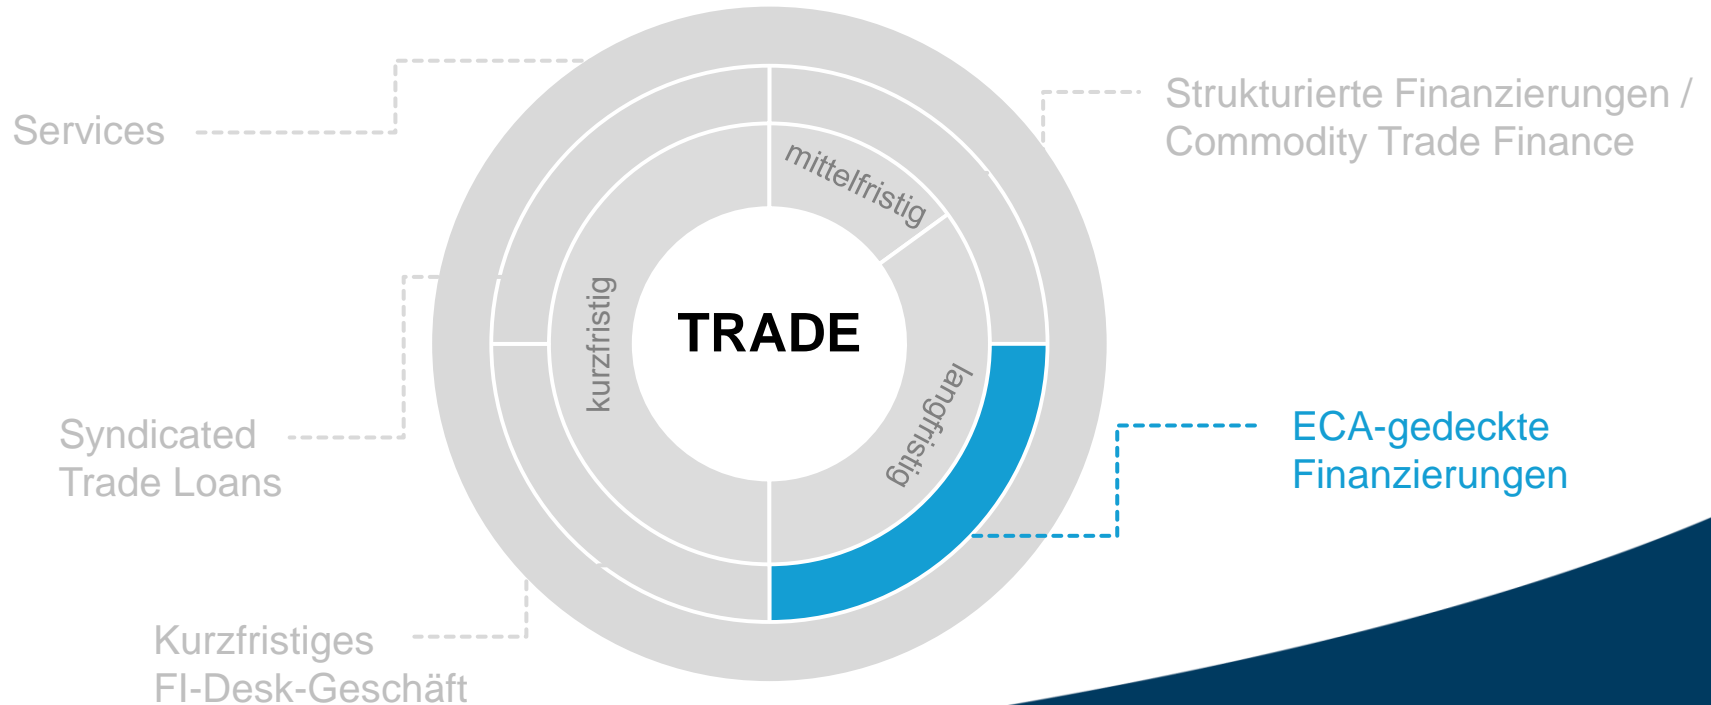 Services
Strukturierte Finanzierungen /
Commodity Trade Finance
mittelfristig
kurzfristig
TRADE
langfristig
Syndicated
Trade Loans
ECA-gedeckte
Finanzierungen
Kurzfristiges
FI-Desk-Geschäft